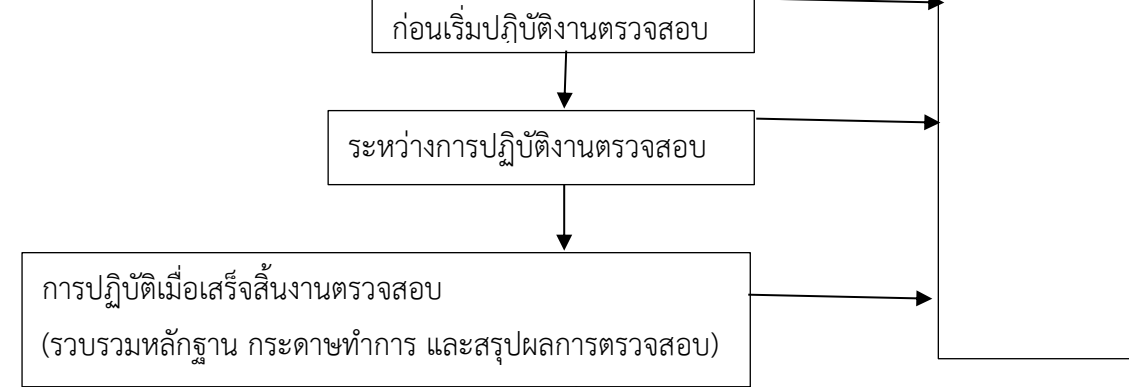 ก่อนเริ่มปฏิบัติงานตรวจสอบ
ระหว่างการปฏิบัติงานตรวจสอบ
การปฏิบัติเมื่อเสร็จสิ้นงานตรวจสอบ
(รวบรวมหลักฐาน กระดาษทำการ และสรุปผลการตรวจสอบ)